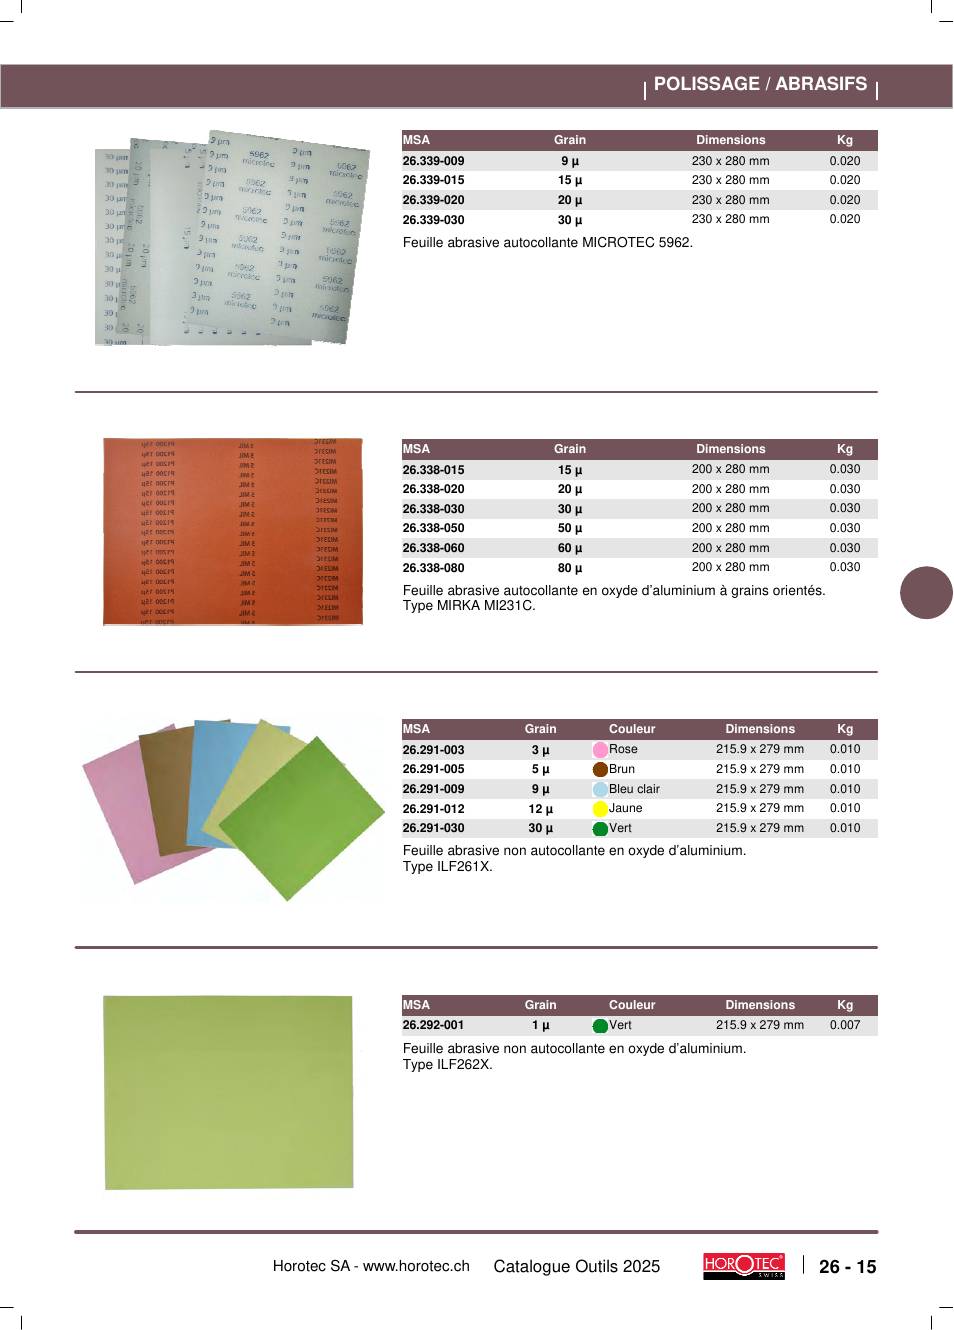 POLISSAGE / ABRASIFS
MSA Grain Dimensions Kg
26.339-009 9 µ 230 x 280 mm 0.020
26.339-015 15 µ 230 x 280 mm 0.020
26.339-020 20 µ 230 x 280 mm 0.020
26.339-030 30 µ 230 x 280 mm 0.020
Feuille abrasive autocollante MICROTEC 5962.
MSA Grain Dimensions Kg
26.338-015 15 µ 200 x 280 mm 0.030
26.338-020 20 µ 200 x 280 mm 0.030
26.338-030 30 µ 200 x 280 mm 0.030
26.338-050 50 µ 200 x 280 mm 0.030
26.338-060 60 µ 200 x 280 mm 0.030
26.338-080 80 µ 200 x 280 mm 0.030
Feuille abrasive autocollante en oxyde d'aluminium à grains orientés.
Type MIRKA MI231C.
MSA Grain Couleur Dimensions Kg
26.291-003 3 µ Rose 215.9 x 279 mm 0.010
26.291-005 5 µ Brun 215.9 x 279 mm 0.010
26.291-009 9 µ Bleu clair 215.9 x 279 mm 0.010
26.291-012 12 µ Jaune 215.9 x 279 mm 0.010
26.291-030 30 µ Vert 215.9 x 279 mm 0.010
Feuille abrasive non autocollante en oxyde d'aluminium.
Type ILF261X.
MSA Grain Couleur Dimensions Kg
26.292-001 1 µ Vert 215.9 x 279 mm 0.007
Feuille abrasive non autocollante en oxyde d'aluminium.
Type ILF262X.
Horotec SA - www.horotec.ch Catalogue Outils 2025 HOROTEC SWISS 26 - 15